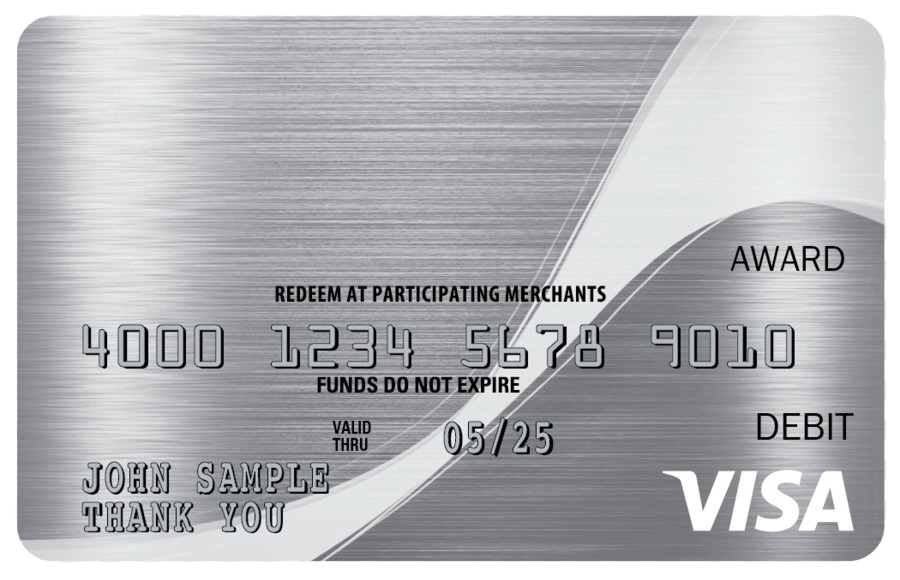 AWARD
REDEEM AT PARTICIPATING MERCHANTS
4000 1234 5678 9010
FUNDS DO NOT EXPIRE
VALID
THRU 05/25
DEBIT
JOHN SAMPLE
THANK YOU
VISA